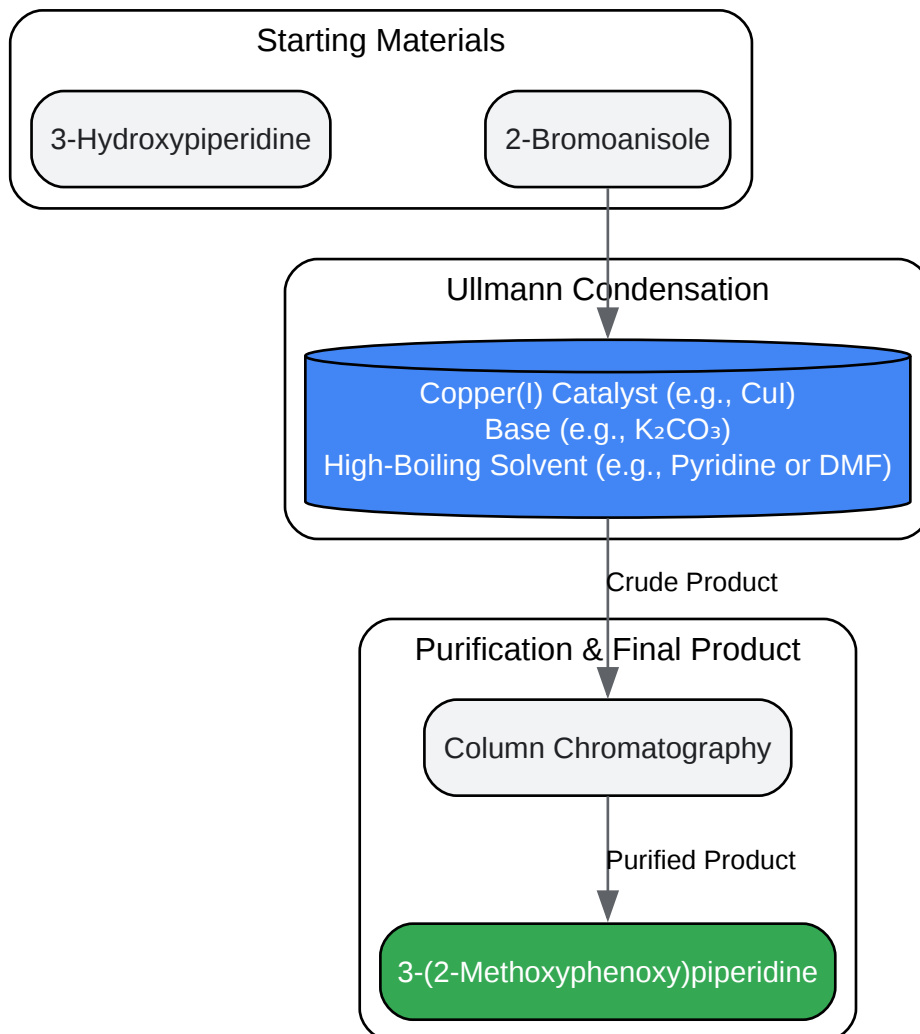 Starting Materials
3-Hydroxypiperidine
2-Bromoanisole
Ullmann Condensation
Copper(I) Catalyst (e.g., CuI)
Base (e.g., K₂CO₃)
High-Boiling Solvent (e.g., Pyridine or DMF)
Crude Product
Purification & Final Product
Column Chromatography
Purified Product
3-(2-Methoxyphenoxy)piperidine